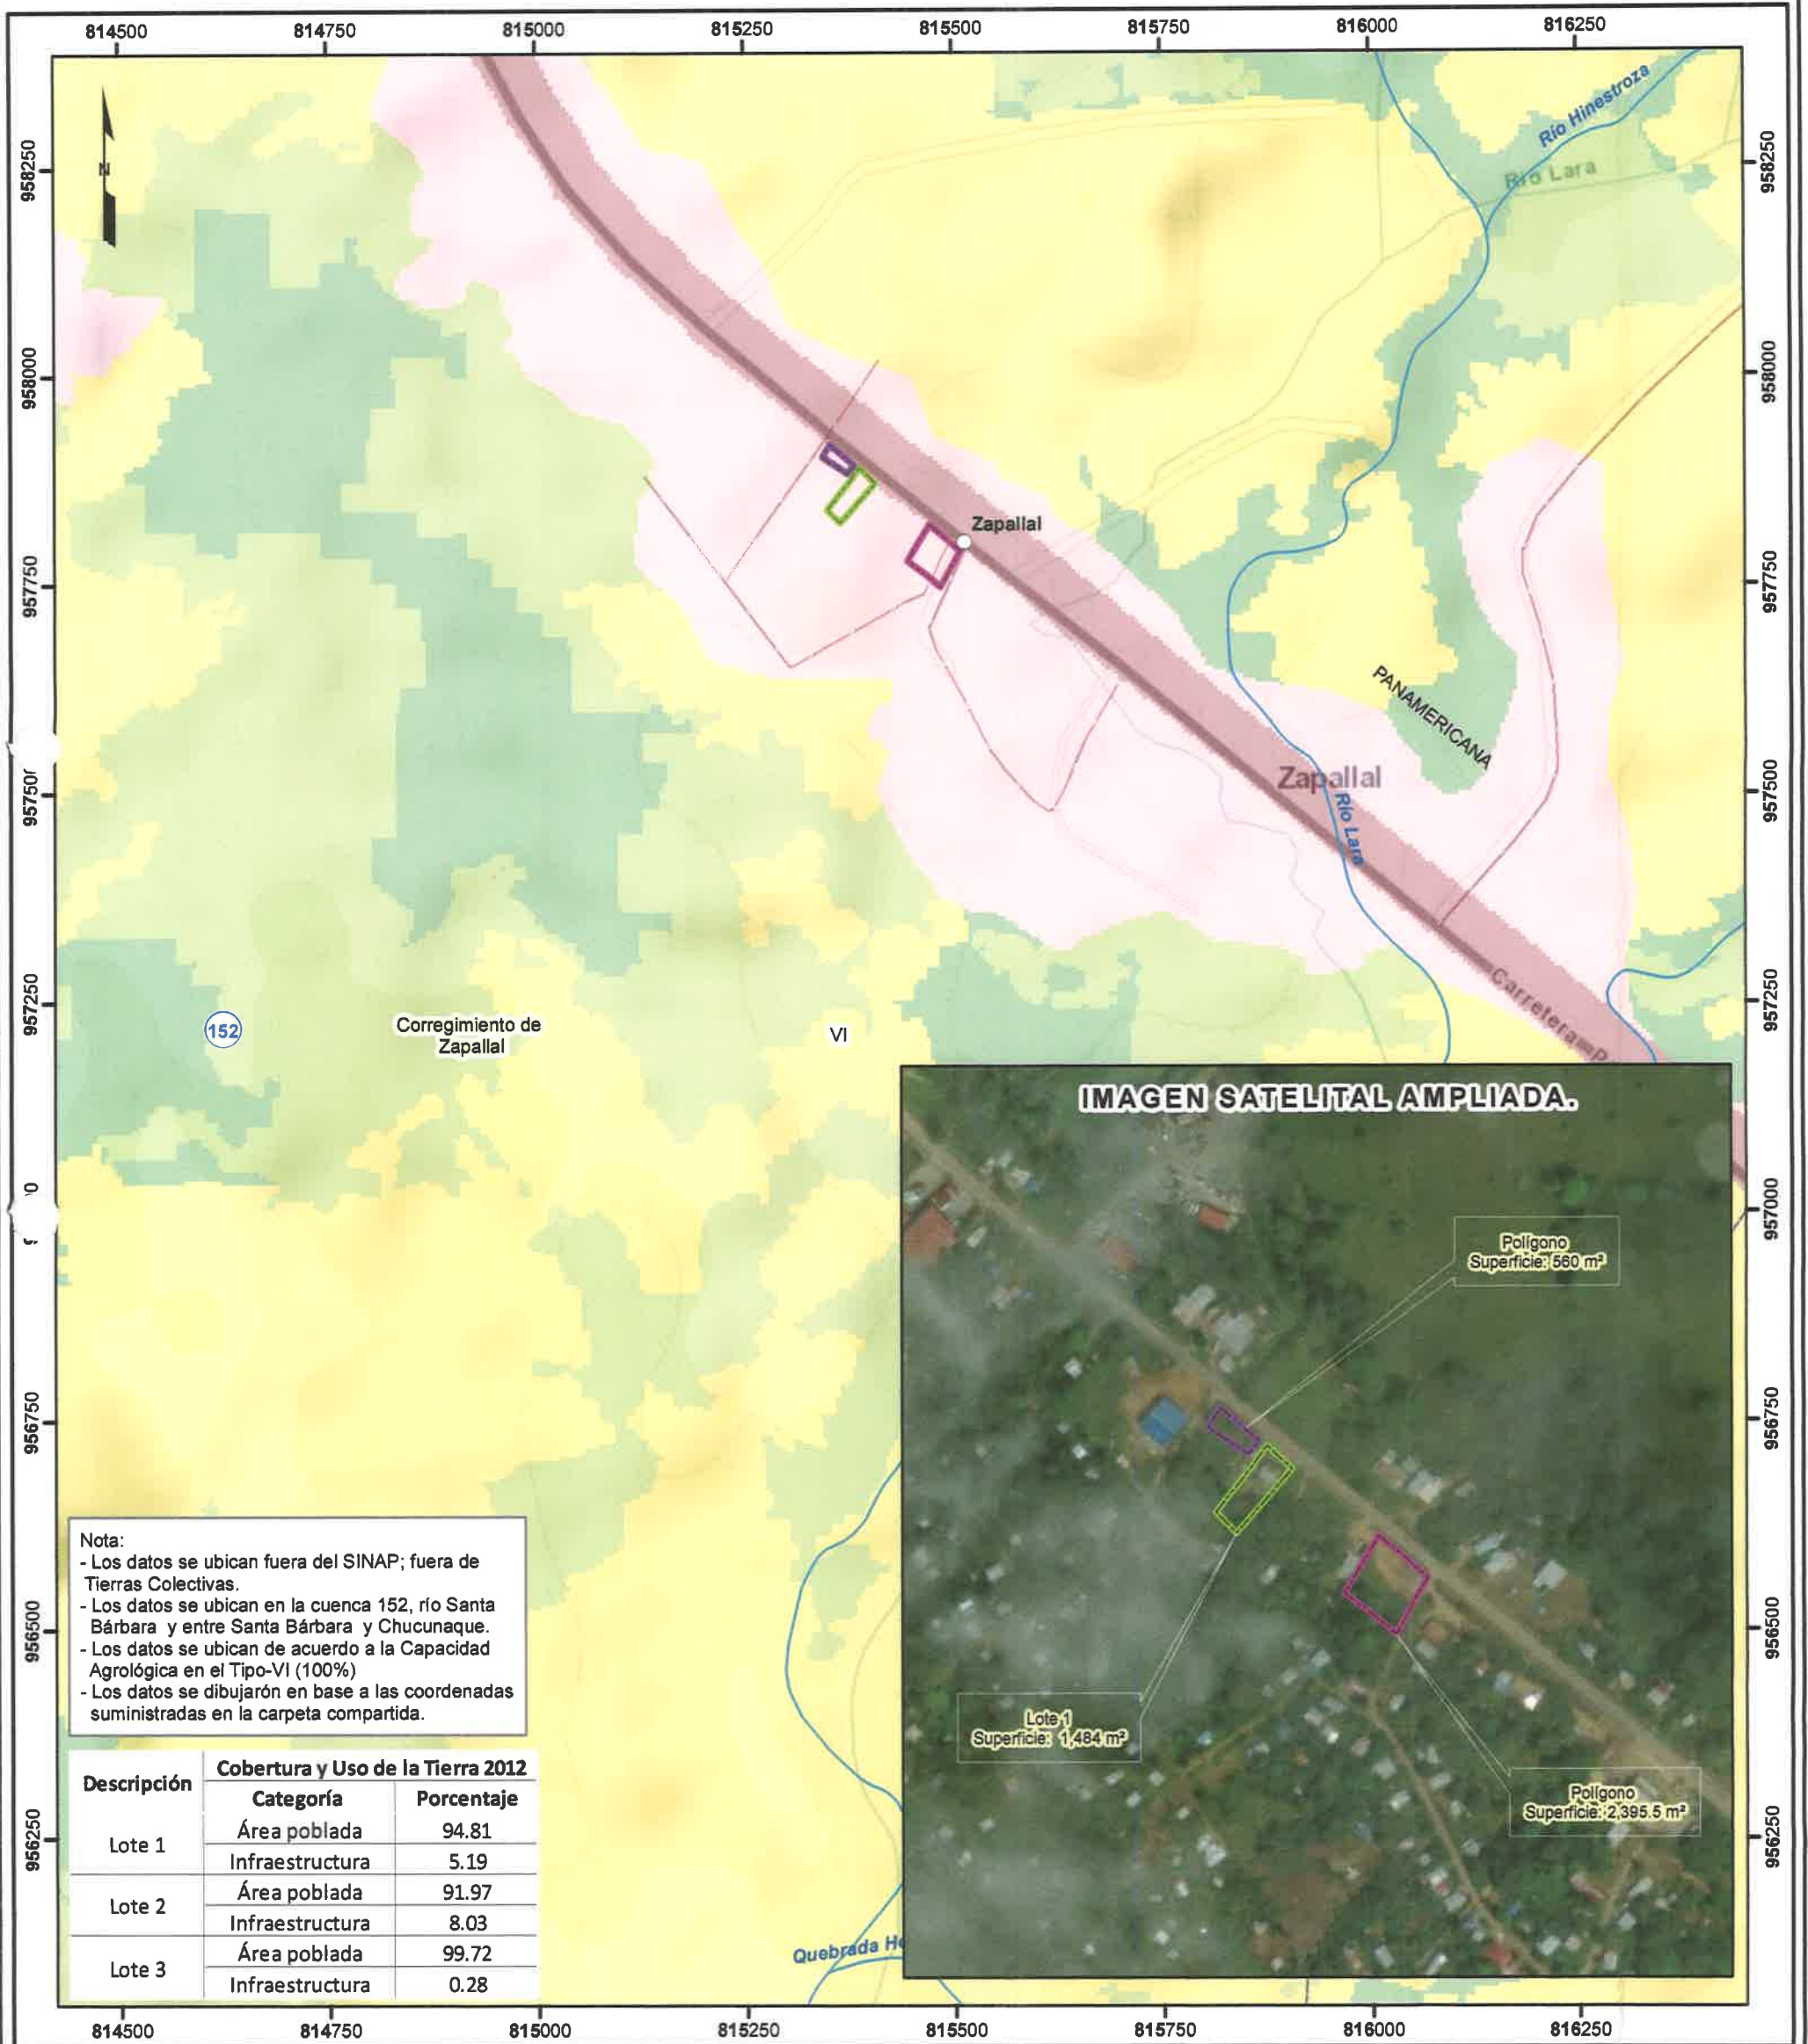 814500 814750 815000 815250 815500 815750 816000 816250
958250
958000
957750
957250
956750
956500
956250
958250
958000
957750
957500
957250
957000
956750
956500
956250
N
Río Hinestroza
Río Lara
Zapallal
PANAMERICANA
Zapallal
Río Lara
Carretera
152
Corregimiento de
Zapallal
VI
IMAGEN SATELITAL AMPLIADA.
Polígono
Superficie: 560 m²
Lote 1
Superficie: 1,484 m²
Polígono
Superficie: 2,395.5 m²
Nota:
- Los datos se ubican fuera del SINAP; fuera de
Tierras Colectivas.
- Los datos se ubican en la cuenca 152, río Santa
Bárbara y entre Santa Bárbara y Chucunaque.
- Los datos se ubican de acuerdo a la Capacidad
Agrológica en el Tipo-VI (100%)
- Los datos se dibujarón en base a las coordenadas
suministradas en la carpeta compartida.
Descripción Cobertura y Uso de la Tierra 2012
Categoría Porcentaje
Lote 1 Área poblada 94.81
Infraestructura 5.19
Lote 2 Área poblada 91.97
Infraestructura 8.03
Lote 3 Área poblada 99.72
Infraestructura 0.28
Quebrada
814500 814750 815000 815250 815500 815750 816000 816250